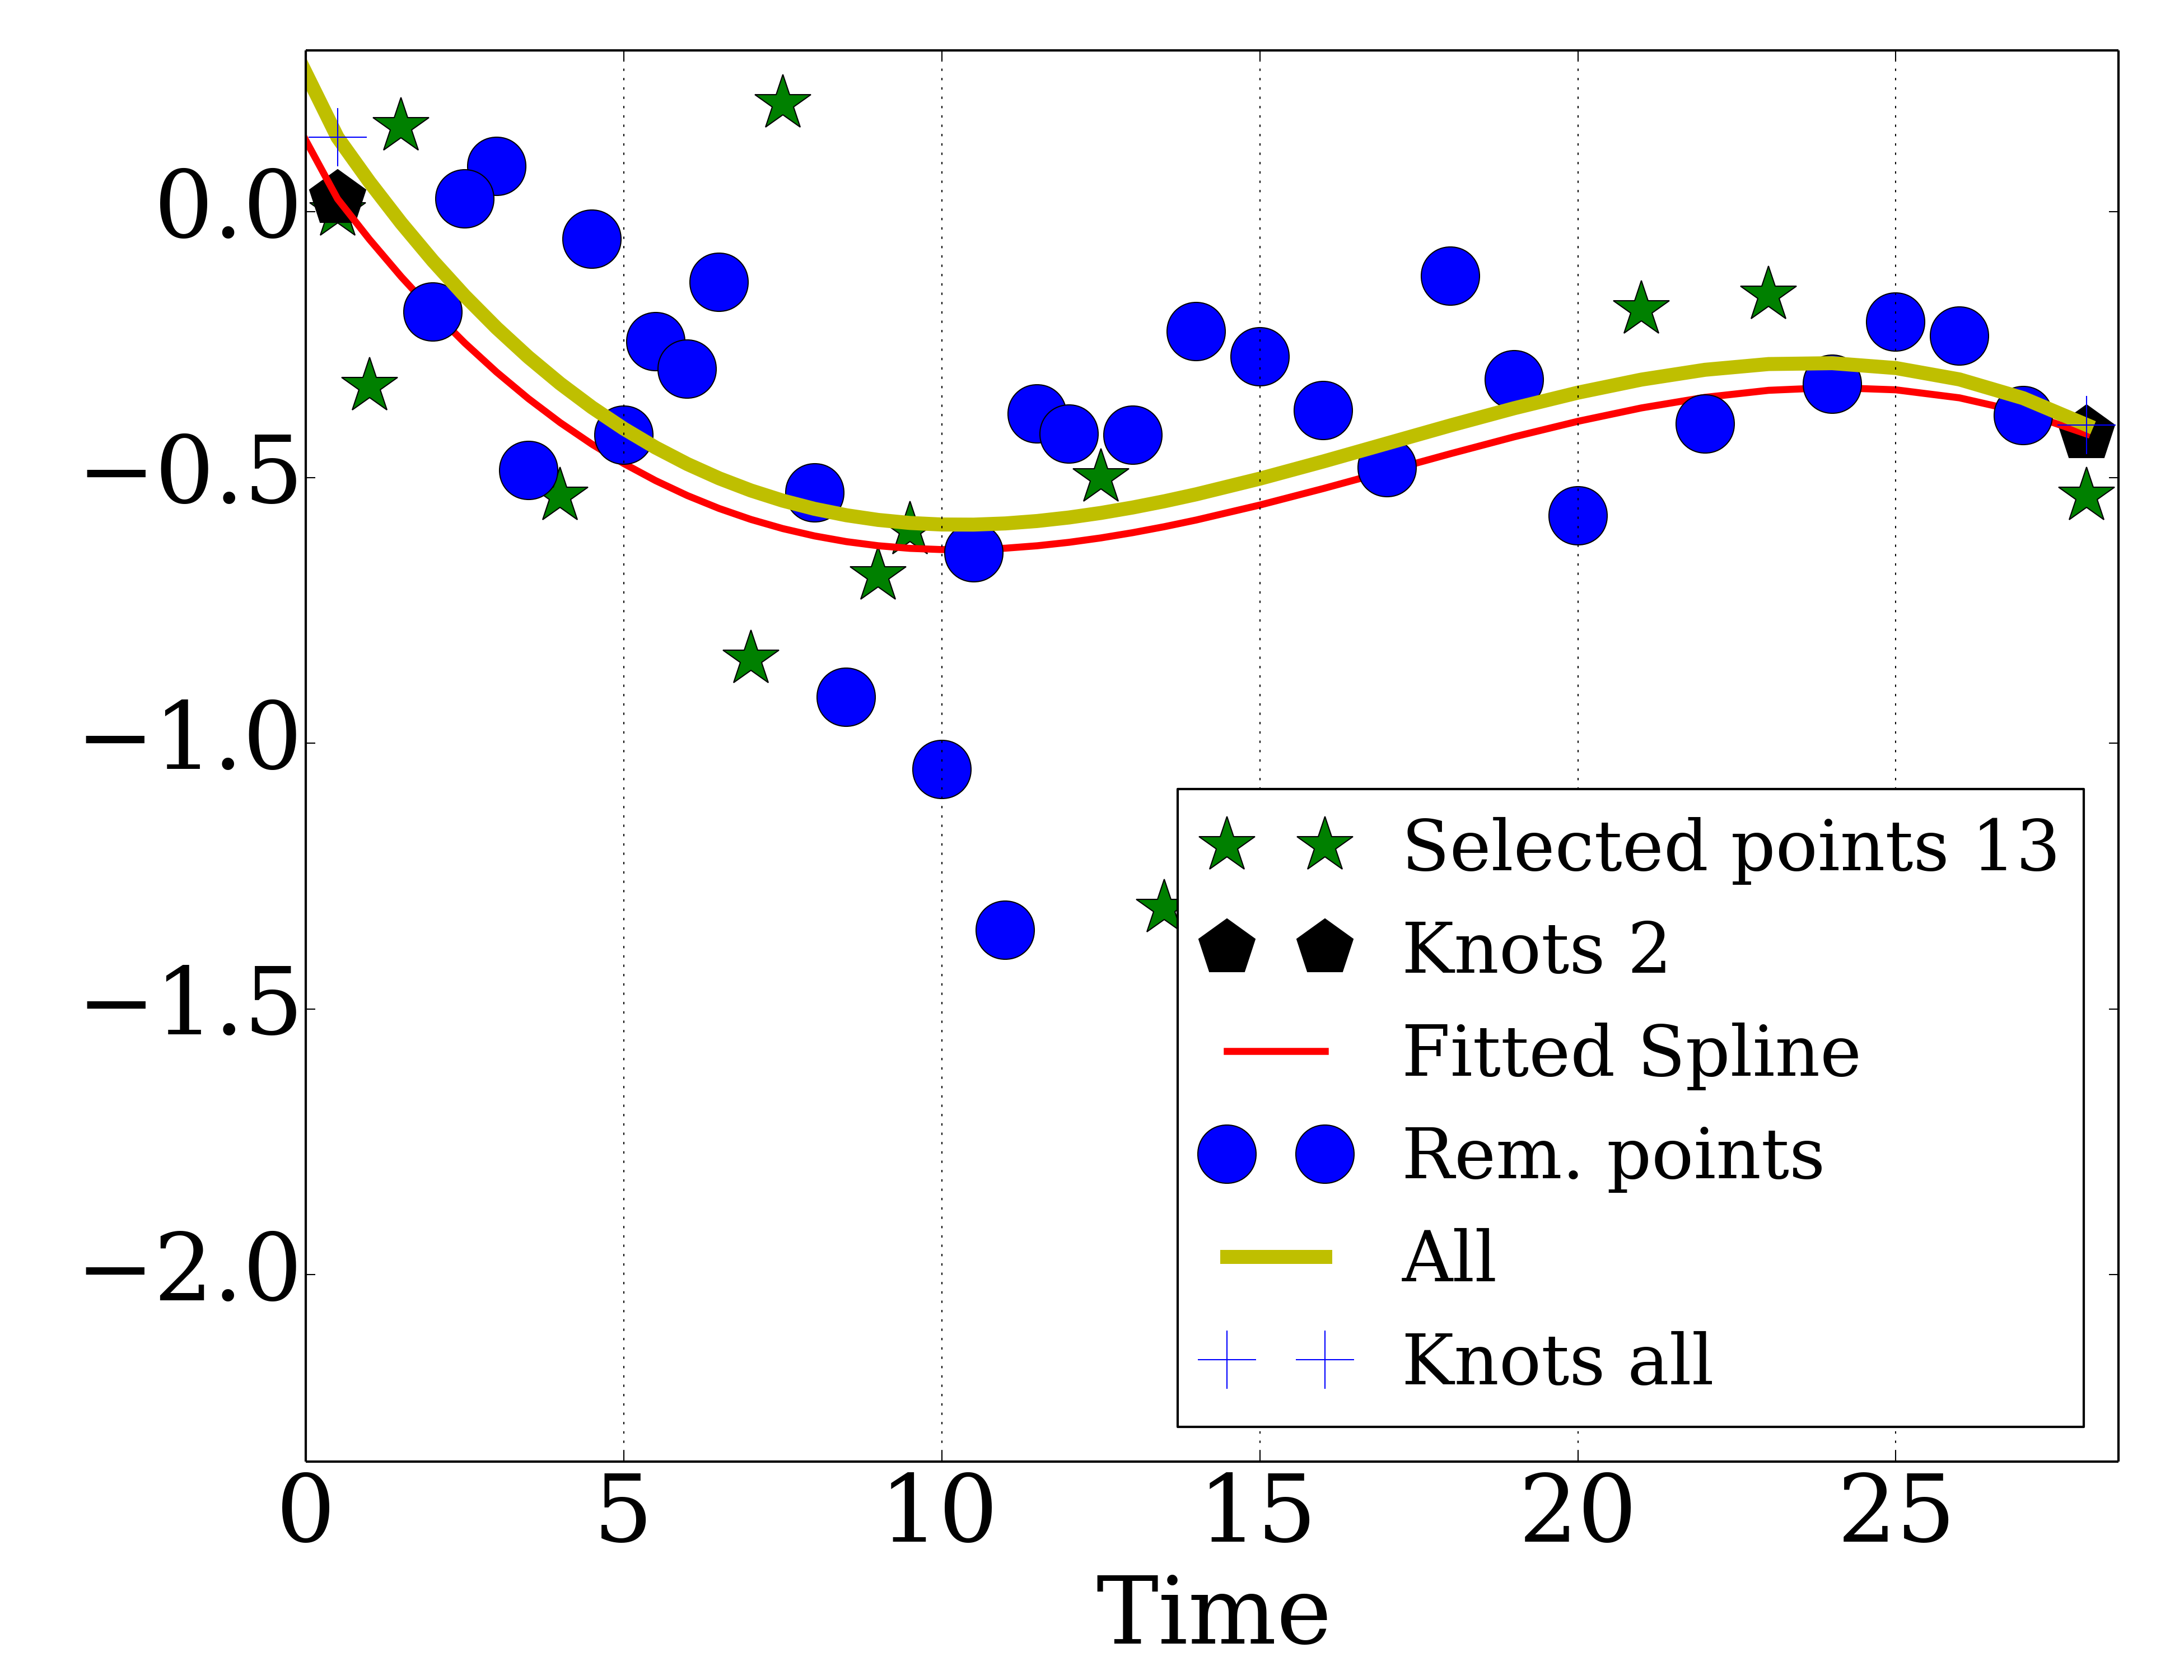 0.0
−0.5
−1.0
−1.5
−2.0
0 5 10 15 20 25
Time
Selected points 13
Knots 2
Fitted Spline
Rem. points
All
Knots all